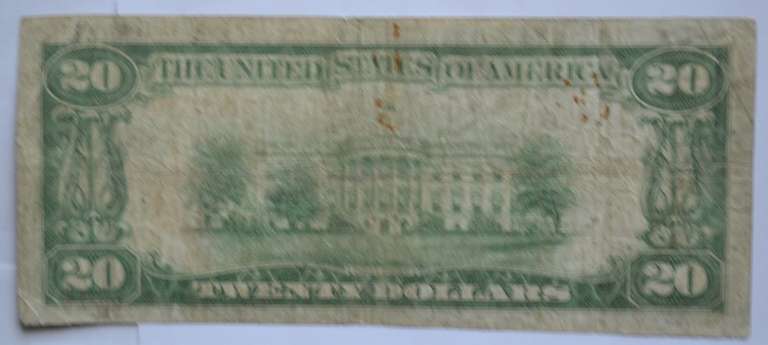 20 THE UNITED STATES OF AMERICA 20
20 TWENTY DOLLARS 20